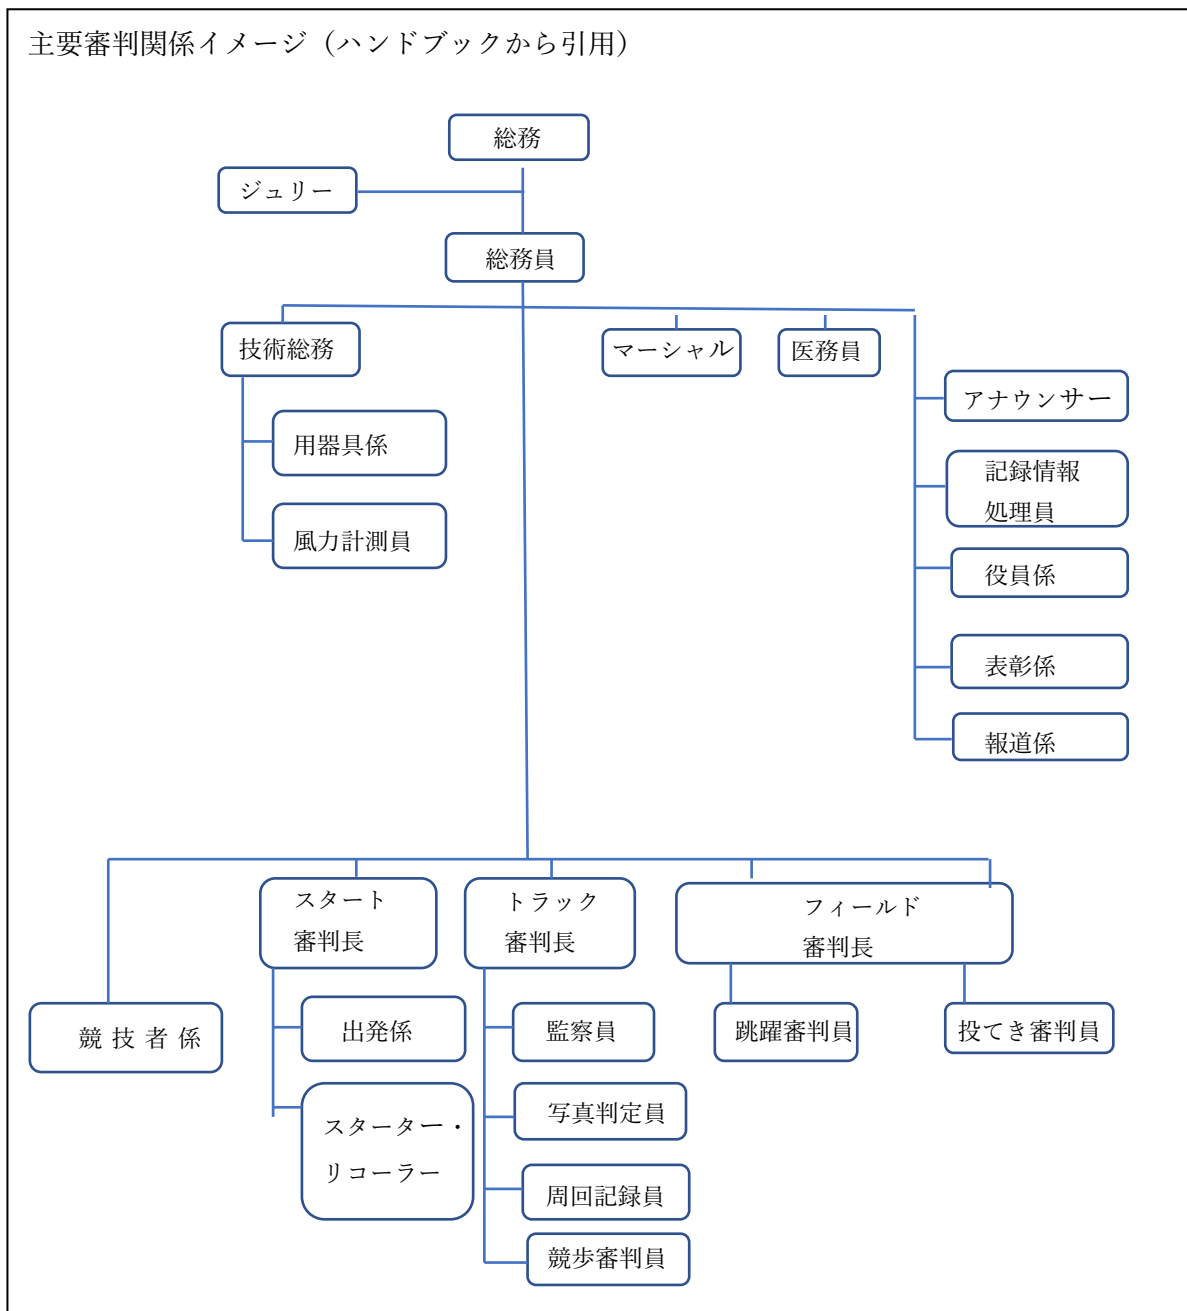 主要審判関係イメージ（ハンドブックから引用）
総務
ジュリー
総務員
技術総務
マーシャル
医務員
アナウンサー
用器具係
記録情報
処理員
風力計測員
役員係
表彰係
報道係
スタート
審判長
トラック
審判長
フィールド
審判長
競技者係
出発係
監察員
跳躍審判員
投てき審判員
スターター・
リコーラー
写真判定員
周回記録員
競歩審判員